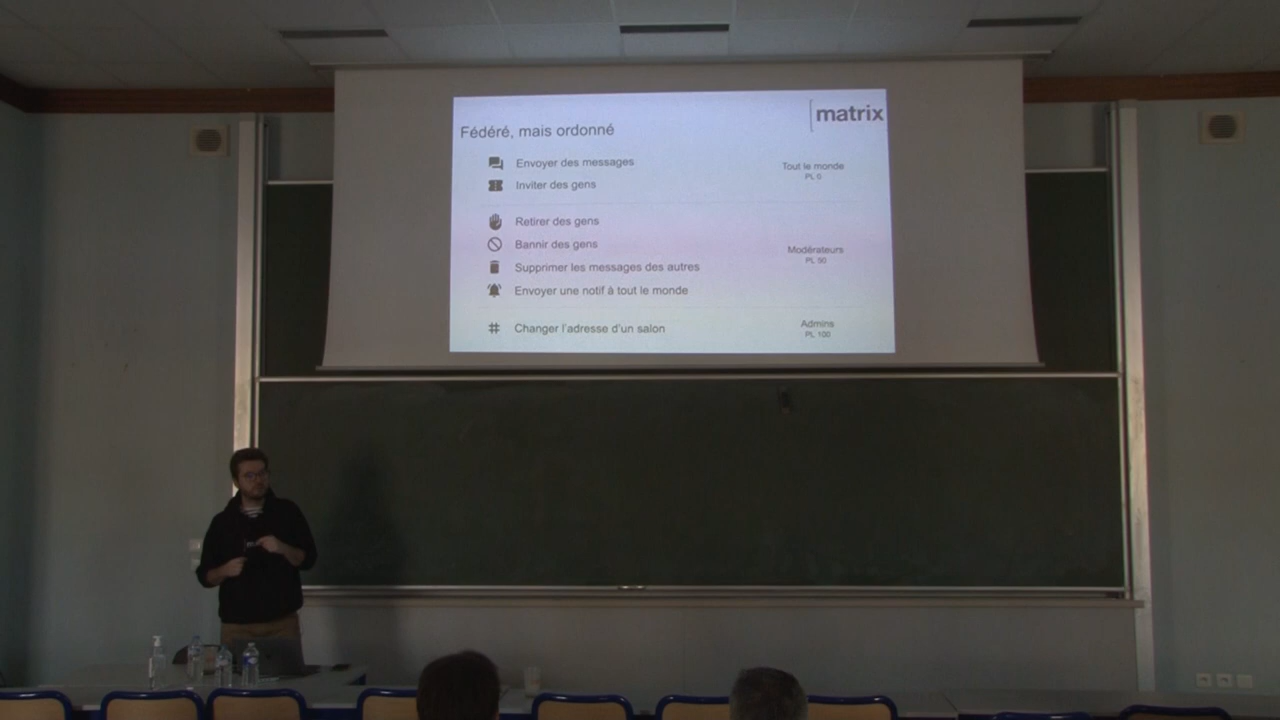 [matrix
Fédéré, mais ordonné
Envoyer des messages
Inviter des gens
Tout le monde
PL 0
Retirer des gens
Bannir des gens
Supprimer les messages des autres
Envoyer une notif à tout le monde
Modérateurs
PL 50
Changer l'adresse d'un salon
Admins
PL 100